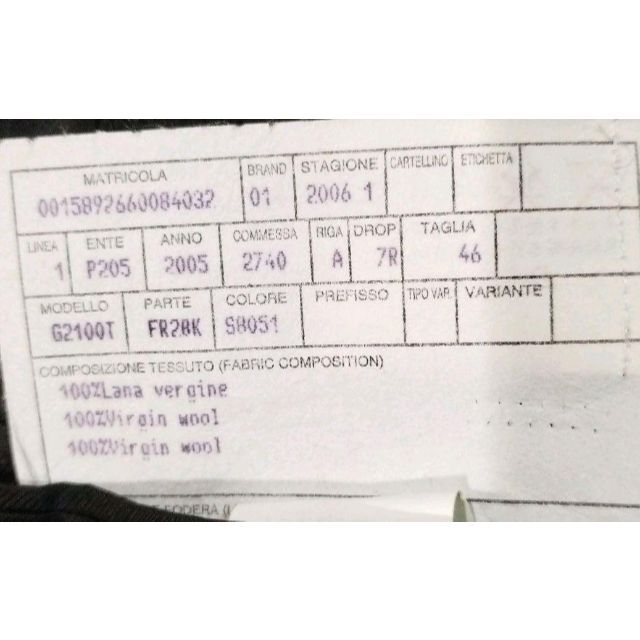 MATRICOLA BRAND STAGIONE CARTELLINO ETICHETTA
0015892660084032 01 2006 1
LINEA ENTE ANNO COMMESSA RIGA DROP TAGLIA
1 P205 2005 2740 A 7R 46
MODELLO PARTE COLORE PREFISSO TIPO VAR. VARIANTE
G2100T FR28K S8051
COMPOSIZIONE TESSUTO (FABRIC COMPOSITION)
100%Lana vergine
100%Virgin wool
100%Virgin wool
FODERA (